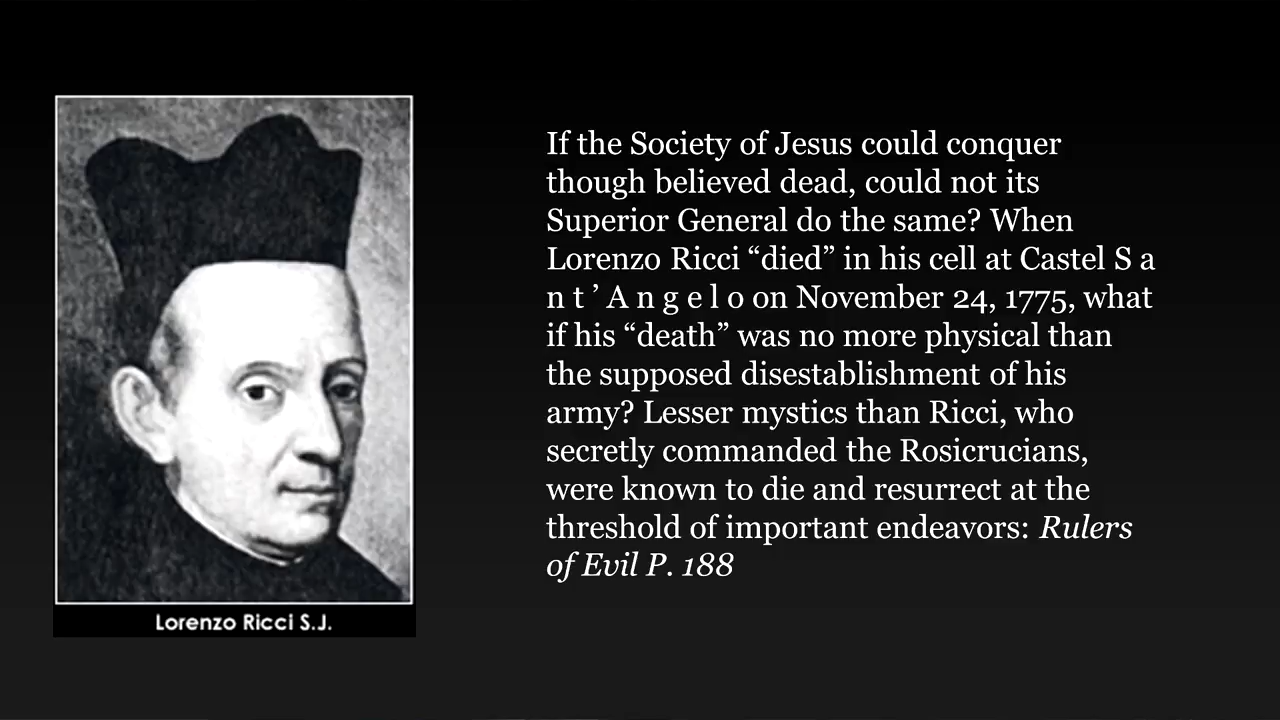 If the Society of Jesus could conquer
though believed dead, could not its
Superior General do the same? When
Lorenzo Ricci “died” in his cell at Castel S a
n t ’ A n g e l o on November 24, 1775, what
if his “death” was no more physical than
the supposed disestablishment of his
army? Lesser mystics than Ricci, who
secretly commanded the Rosicrucians,
were known to die and resurrect at the
threshold of important endeavors: Rulers
of Evil P. 188
Lorenzo Ricci S.J.